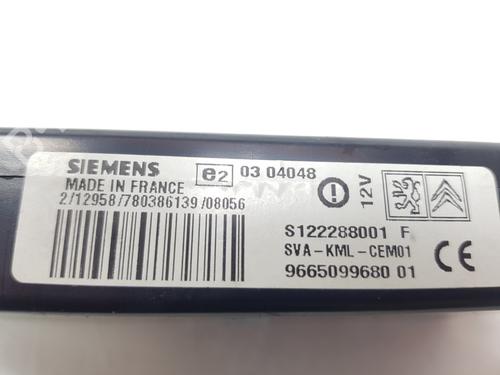 SIEMENS
MADE IN FRANCE
2/12958/780386139/08056
e2 03 04048
12V
S122288001 F
SVA-KML-CEM01
9665099680 01
CE